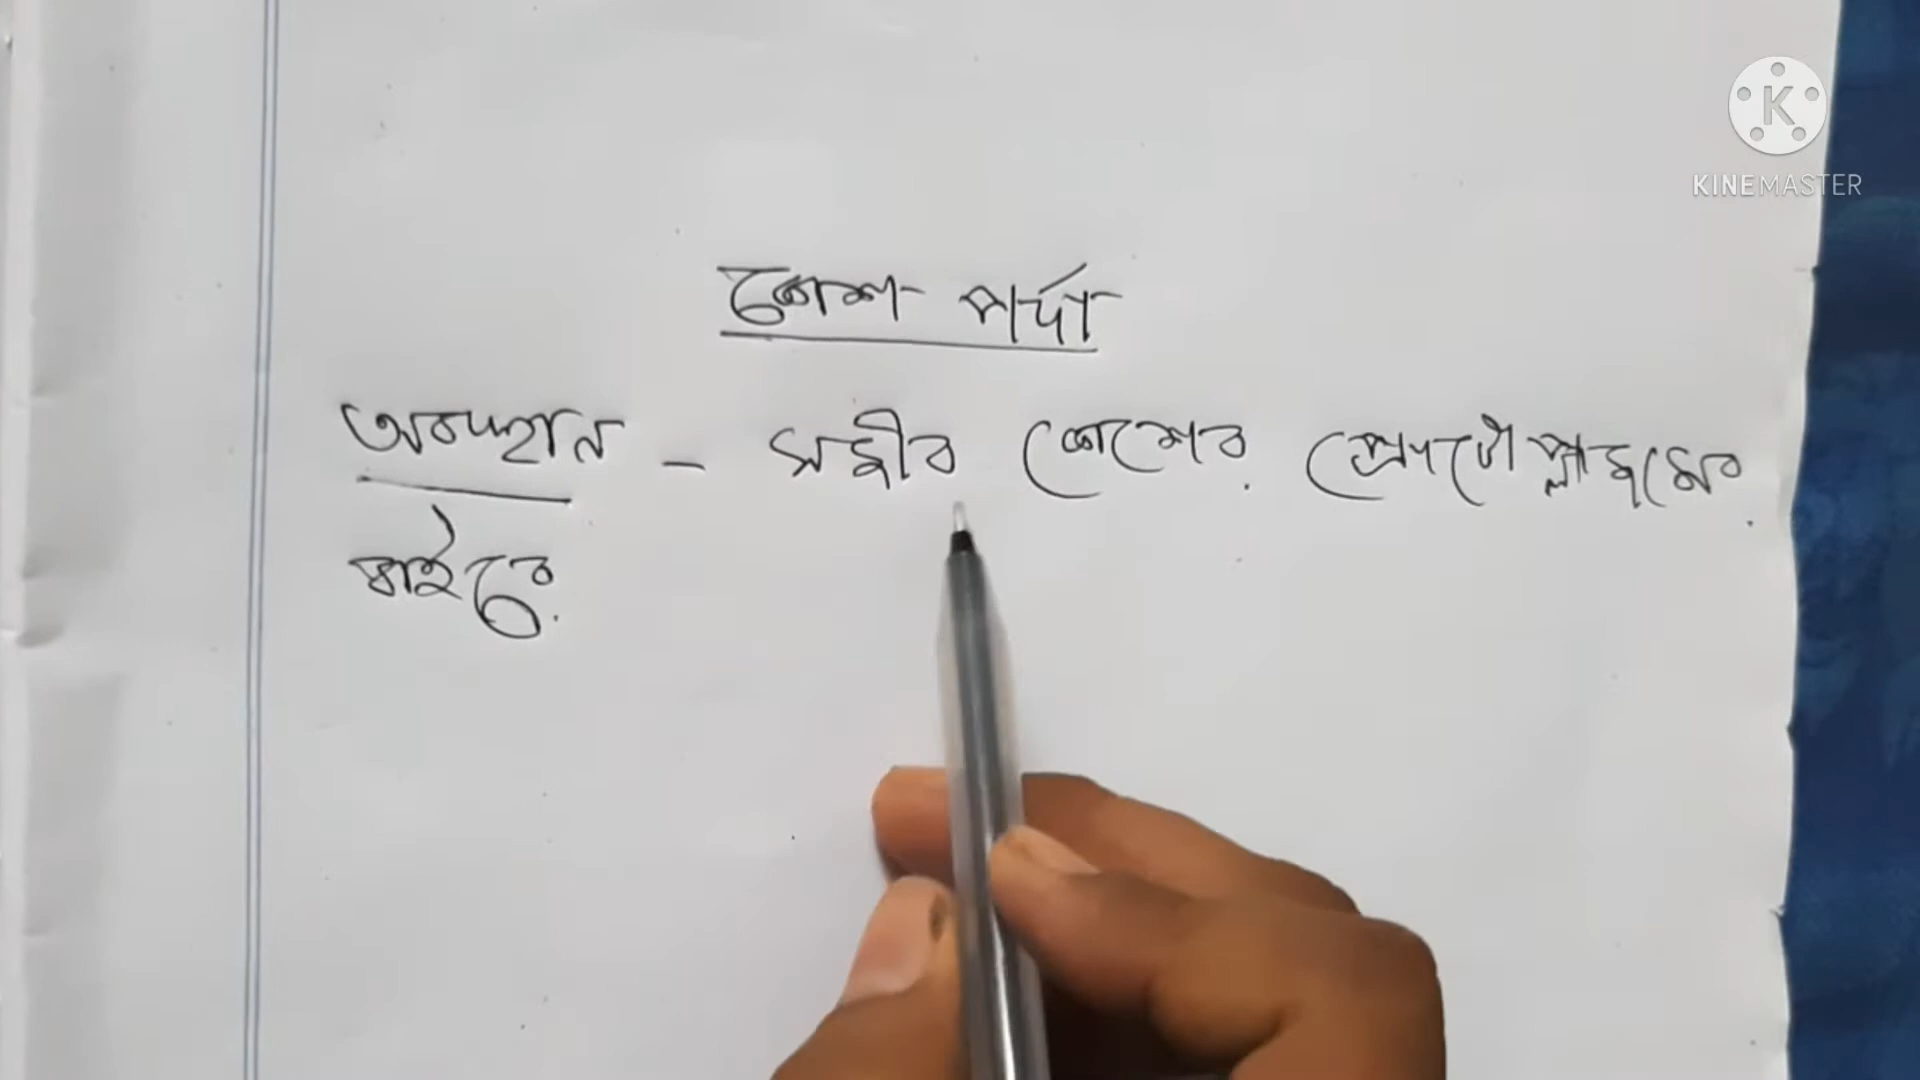 K
KINEMASTER
কোশ পর্দা
অবস্থান - সজীব কোশের প্রোটোপ্লাজমের
বাইরে.